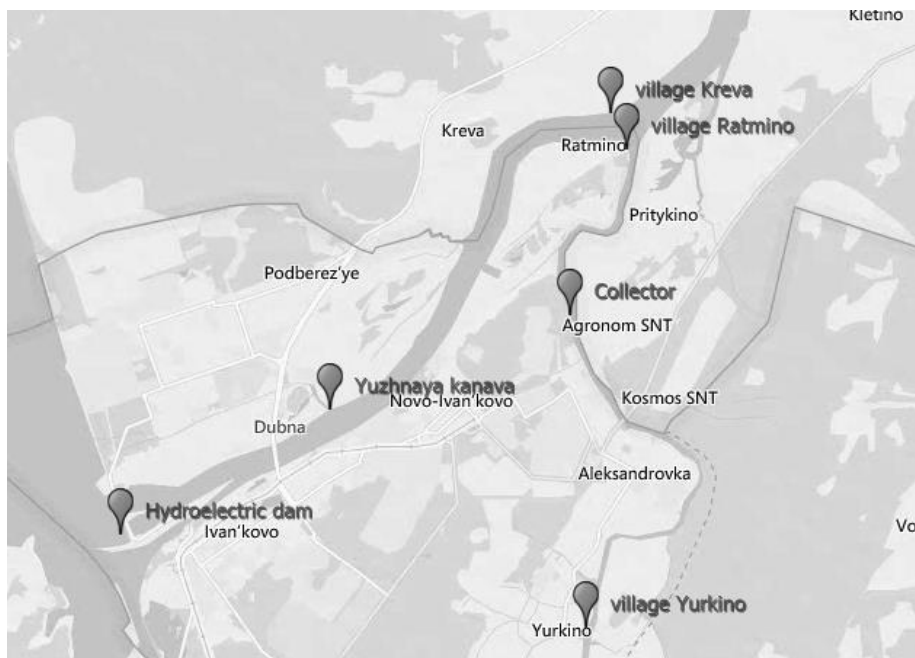 Kletino
village Kreva
Kreva
village Ratmino
Ratmino
Pritykino
Podberez'ye
Collector
Agronom SNT
Yuzhnaya kanava
Novo-Ivan'kovo
Kosmos SNT
Dubna
Aleksandrovka
Hydroelectric dam
Ivan'kovo
Vo
village Yurkino
Yurkino